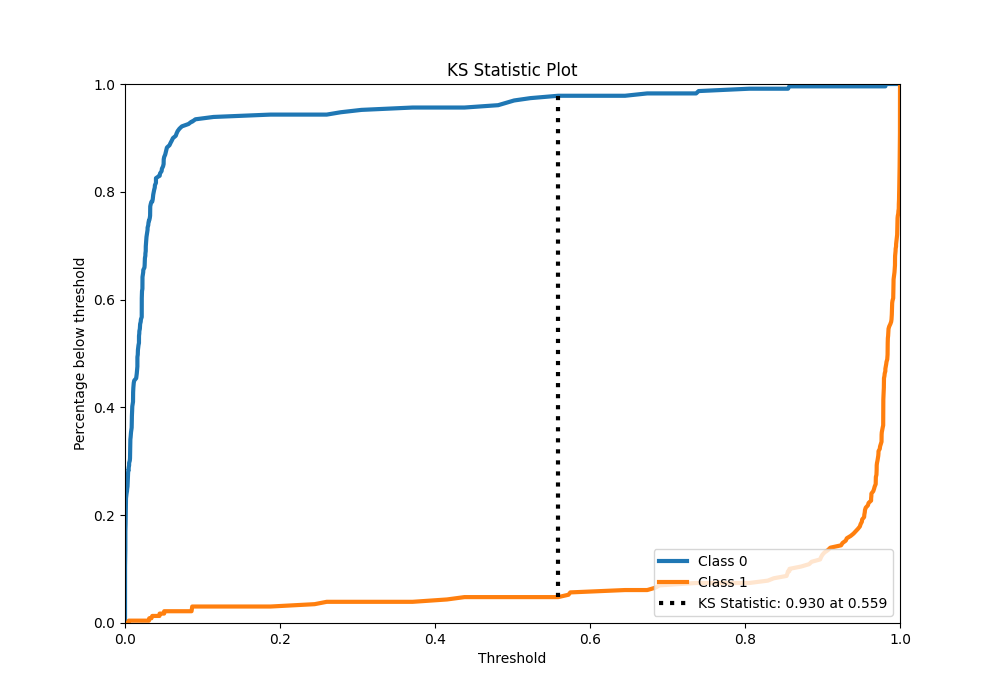 KS Statistic Plot
1.0
0.8
0.6
0.4
0.2
0.0
Percentage below threshold
0.0 0.2 0.4 0.6 0.8 1.0
Threshold
Class 0
Class 1
KS Statistic: 0.930 at 0.559